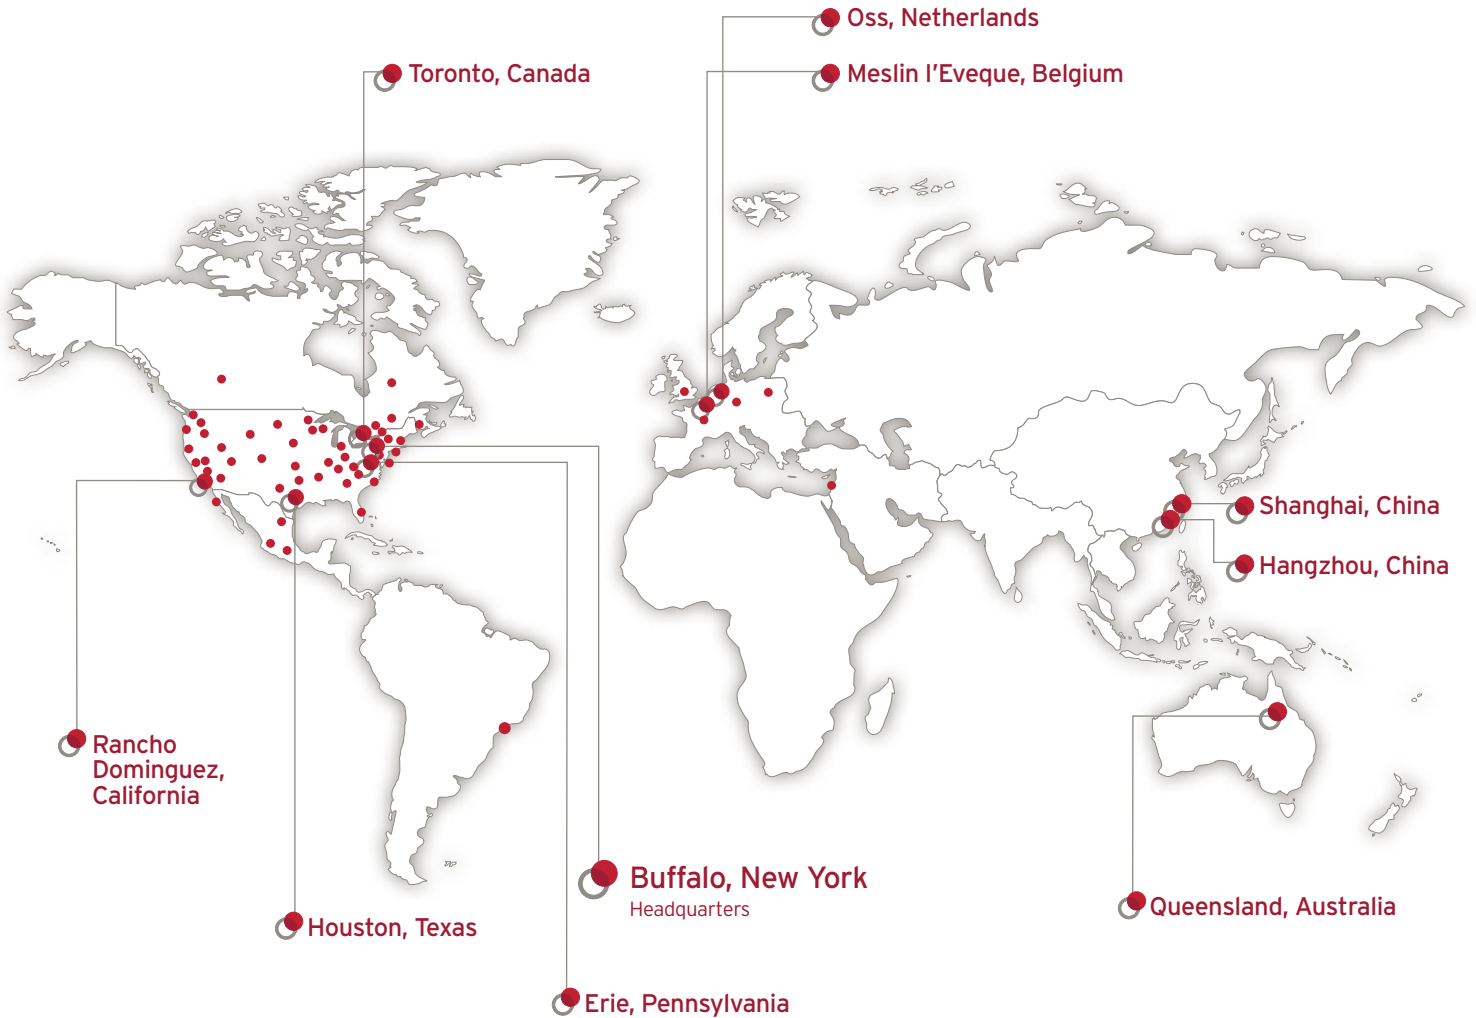 Oss, Netherlands
Toronto, Canada
Meslin l'Eveque, Belgium
Shanghai, China
Hangzhou, China
Rancho
Dominguez,
California
Buffalo, New York
Headquarters
Queensland, Australia
Houston, Texas
Erie, Pennsylvania